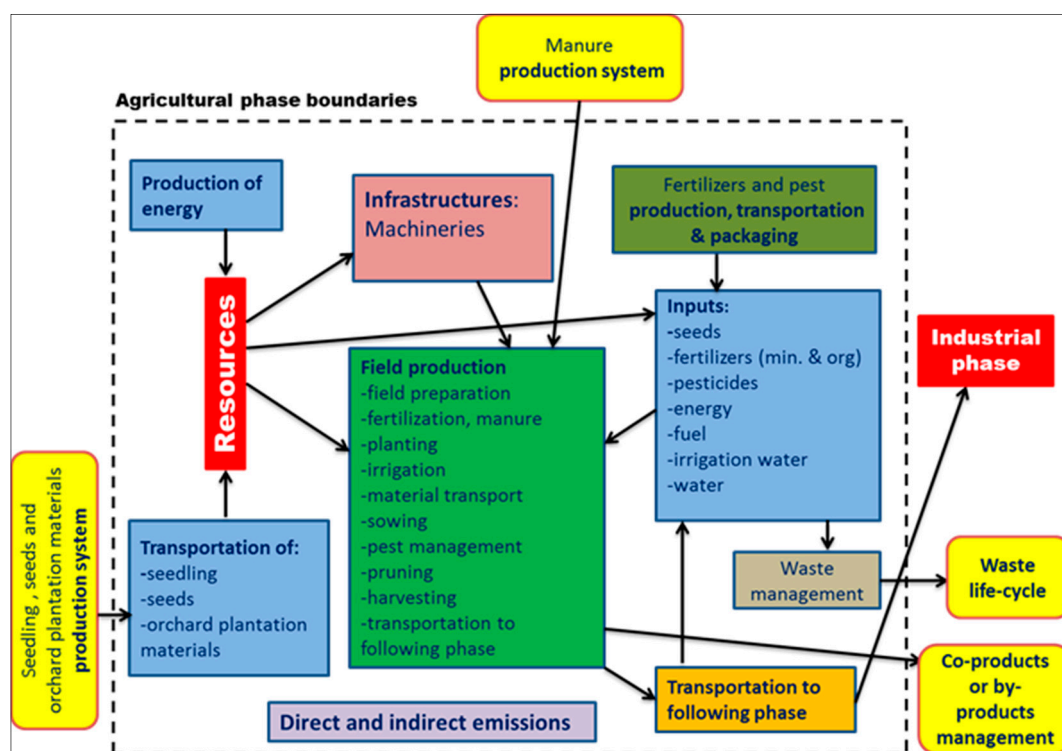 Manure
production system
Agricultural phase boundaries
Production of
energy
Infrastructures:
Machineries
Fertilizers and pest
production, transportation
& packaging
Resources
Inputs:
-seeds
-fertilizers (min. & org)
-pesticides
-energy
-fuel
-irrigation water
-water
Industrial
phase
Field production
-field preparation
-fertilization, manure
-planting
-irrigation
-material transport
-sowing
-pest management
-pruning
-harvesting
-transportation to
following phase
Seedling , seeds and
orchard plantation materials
production system
Transportation of:
-seedling
-seeds
-orchard plantation
materials
Waste
management
Waste
life-cycle
Transportation to
following phase
Co-products
or by-
products
management
Direct and indirect emissions